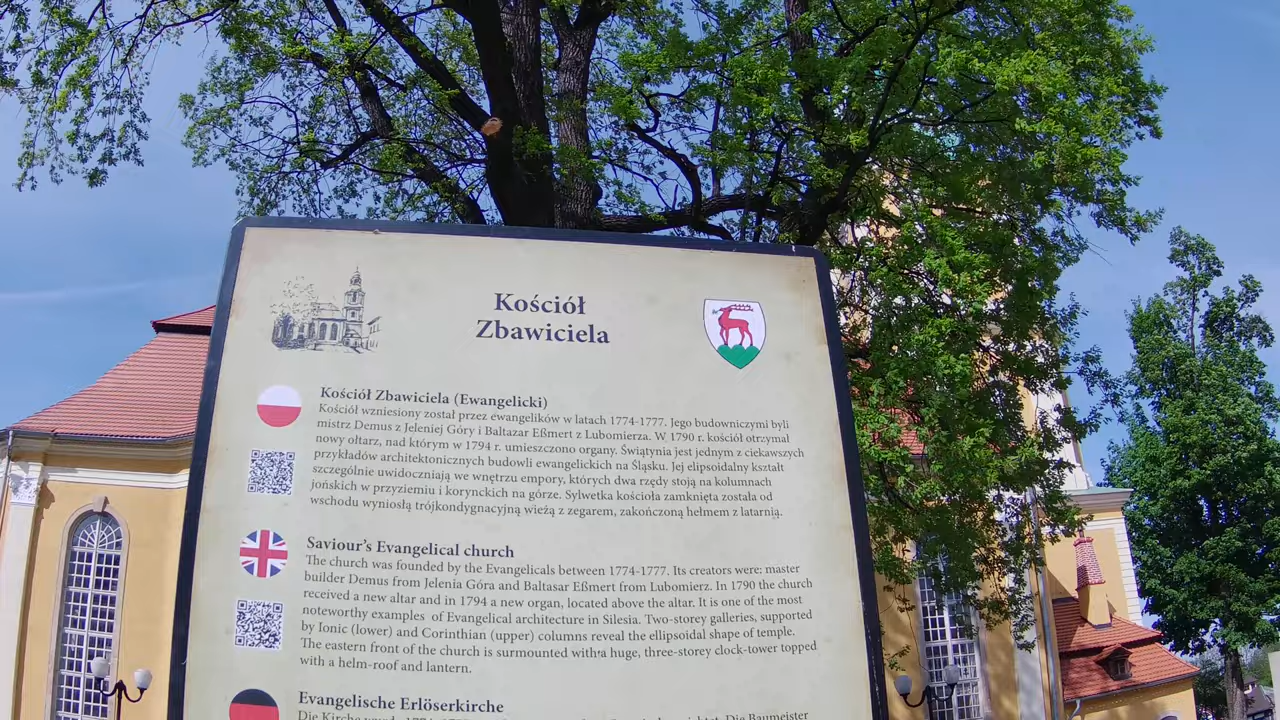 Kościół
Zbawiciela
Kościół Zbawiciela (Ewangelicki)
Kościół wzniesiony został przez ewangelików w latach 1774-1777. Jego budowniczymi byli
mistrz Demus z Jeleniej Góry i Baltazar Eßmert z Lubomierza. W 1790 r. kościół otrzymał
nowy ołtarz, nad którym w 1794 r. umieszczono organy. Świątynia jest jednym z ciekawszych
przykładów architektonicznych budowli ewangelickich na Śląsku. Jej elipsoidalny kształt
szczególnie uwidoczniają we wnętrzu empory, których dwa rzędy stoją na kolumnach
jońskich w przyziemiu i korynckich na górze. Sylwetka kościoła zamknięta została od
wschodu wyniosłą trójkondygnacyjną wieżą z zegarem, zakończoną hełmem z latarnią.
Saviour's Evangelical church
The church was founded by the Evangelicals between 1774-1777. Its creators were: master
builder Demus from Jelenia Góra and Baltasar Eßmert from Lubomierz. In 1790 the church
received a new altar and in 1794 a new organ, located above the altar. It is one of the most
noteworthy examples of Evangelical architecture in Silesia. Two-storey galleries, supported
by Ionic (lower) and Corinthian (upper) columns reveal the ellipsoidal shape of temple.
The eastern front of the church is surmounted with a huge, three-storey clock-tower topped
with a helm-roof and lantern.
Evangelische Erlöserkirche
Die Kirche wurde Die Baumeister